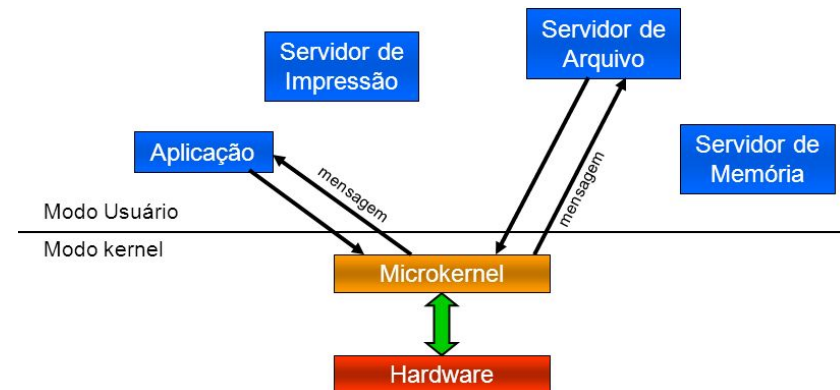 Servidor de
Arquivo
Servidor de
Impressão
Aplicação
mensagem
mensagem
Servidor de
Memória
Modo Usuário
Modo kernel
Microkernel
Hardware